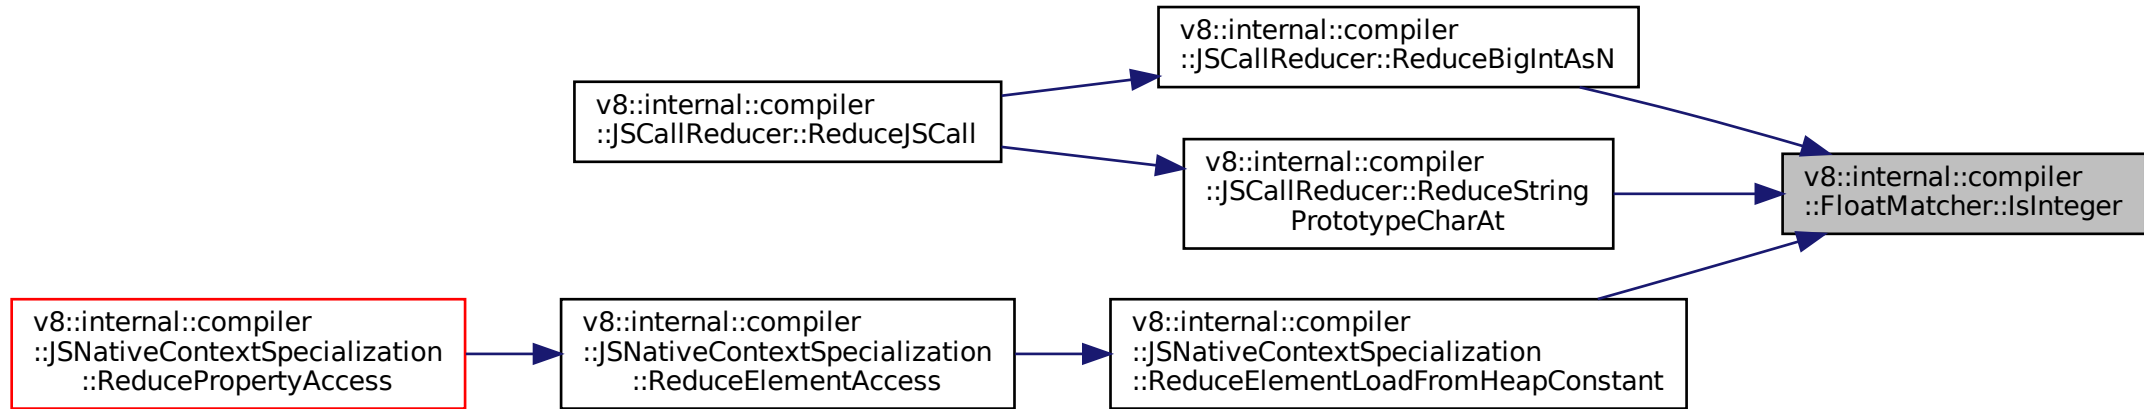 v8::internal::compiler
::JSCallReducer::ReduceBigIntAsN
v8::internal::compiler
::JSCallReducer::ReduceJSCall
v8::internal::compiler
::JSCallReducer::ReduceString
PrototypeCharAt
v8::internal::compiler
::FloatMatcher::IsInteger
v8::internal::compiler
::JSNativeContextSpecialization
::ReducePropertyAccess
v8::internal::compiler
::JSNativeContextSpecialization
::ReduceElementAccess
v8::internal::compiler
::JSNativeContextSpecialization
::ReduceElementLoadFromHeapConstant